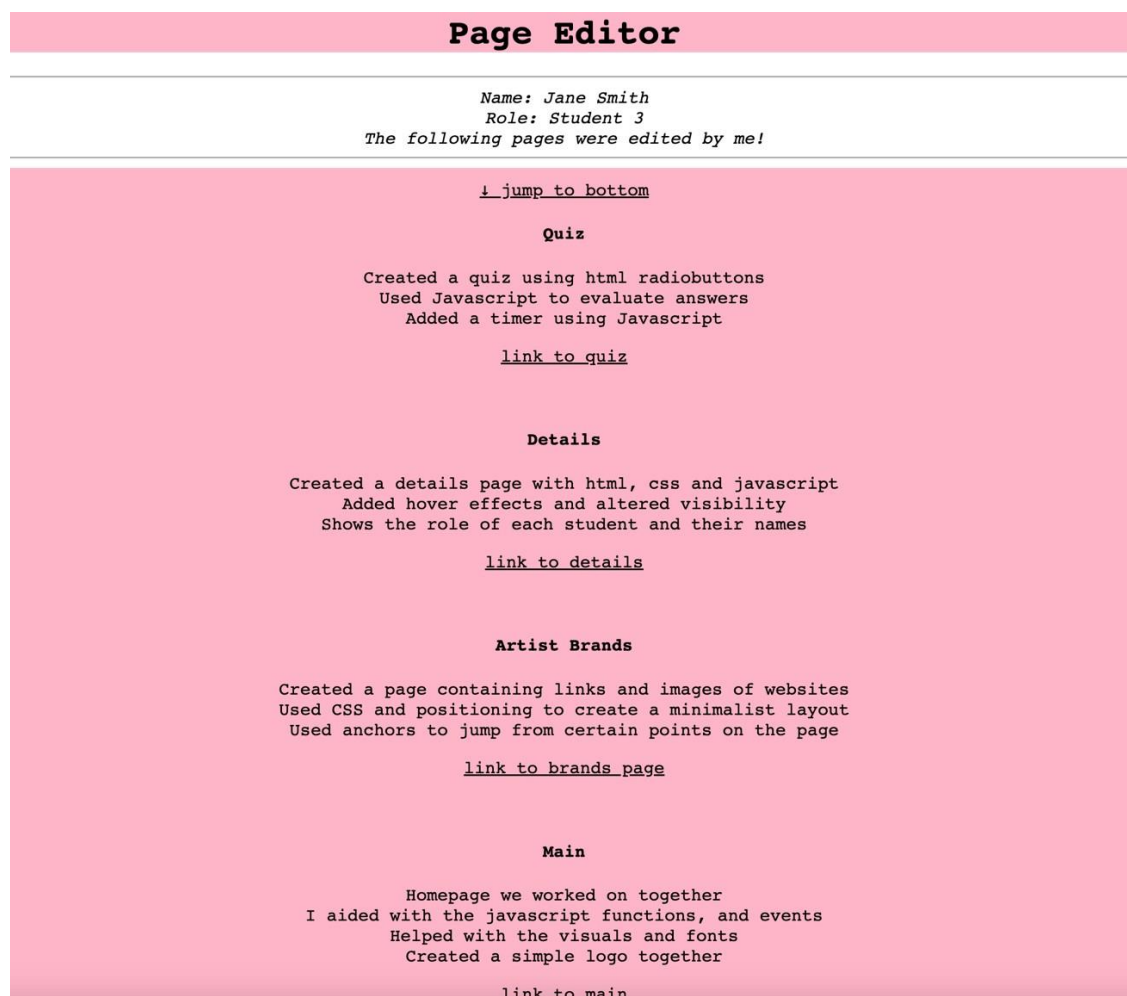 Page Editor
Name: Jane Smith
Role: Student 3
The following pages were edited by me!
↓ jump to bottom
Quiz
Created a quiz using html radiobuttons
Used Javascript to evaluate answers
Added a timer using Javascript
link to quiz
Details
Created a details page with html, css and javascript
Added hover effects and altered visibility
Shows the role of each student and their names
link to details
Artist Brands
Created a page containing links and images of websites
Used CSS and positioning to create a minimalist layout
Used anchors to jump from certain points on the page
link to brands page
Main
Homepage we worked on together
I aided with the javascript functions, and events
Helped with the visuals and fonts
Created a simple logo together
link to main